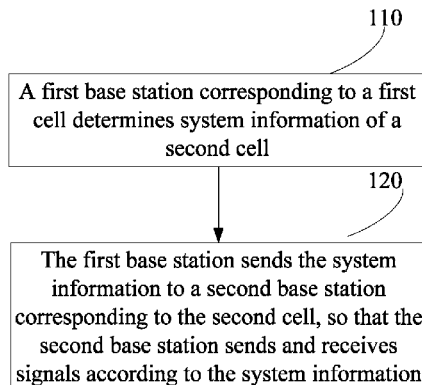 110
A first base station corresponding to a first
cell determines system information of a
second cell
120
The first base station sends the system
information to a second base station
corresponding to the second cell, so that the
second base station sends and receives
signals according to the system information